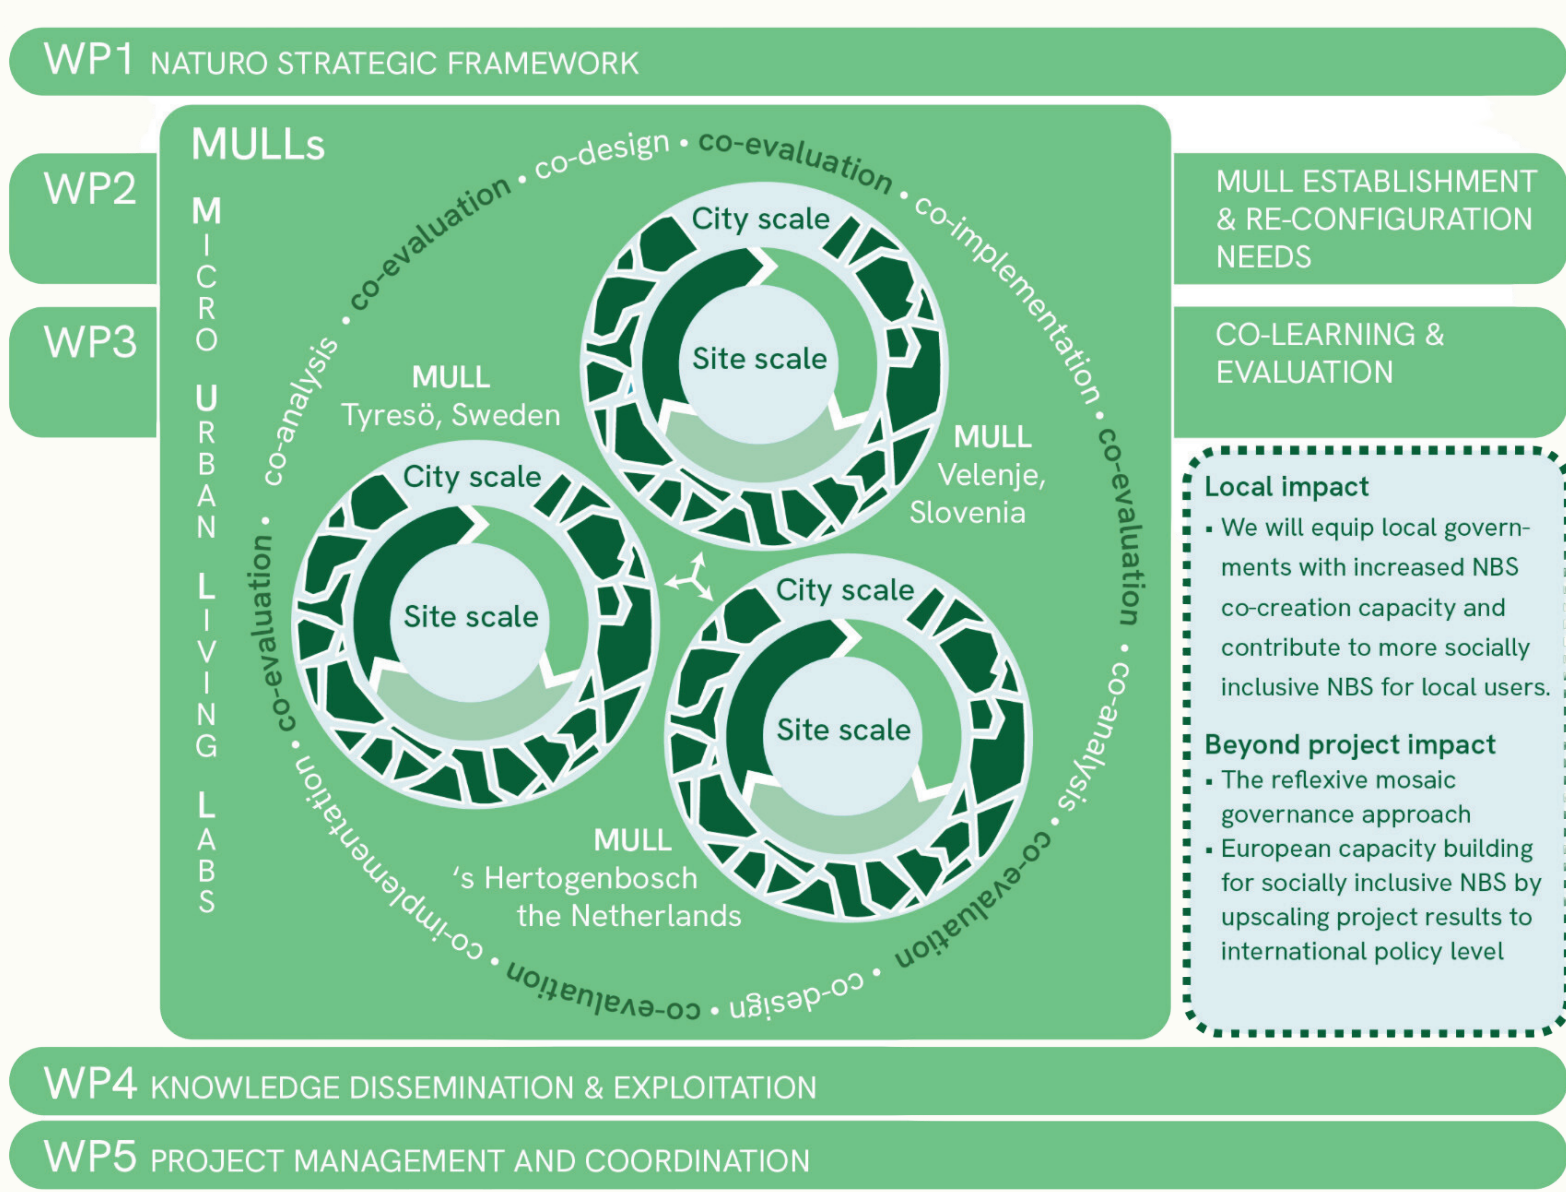 WP1 NATURO STRATEGIC FRAMEWORK
WP2
MULL ESTABLISHMENT
& RE-CONFIGURATION
NEEDS
WP3
CO-LEARNING &
EVALUATION
MULLs
MICRO
URBAN
LIVING
LABS
co-analysis • co-evaluation • co-design • co-evaluation • co-implementation • co-evaluation • co-analysis • co-evaluation • co-design • co-evaluation • co-implementation • co-evaluation •
City scale
Site scale
MULL
Velenje,
Slovenia
MULL
Tyresö, Sweden
City scale
Site scale
City scale
Site scale
MULL
‘s Hertogenbosch
the Netherlands
Local impact
▪ We will equip local govern-
ments with increased NBS
co-creation capacity and
contribute to more socially
inclusive NBS for local users.
Beyond project impact
▪ The reflexive mosaic
governance approach
▪ European capacity building
for socially inclusive NBS by
upscaling project results to
international policy level
WP4 KNOWLEDGE DISSEMINATION & EXPLOITATION
WP5 PROJECT MANAGEMENT AND COORDINATION